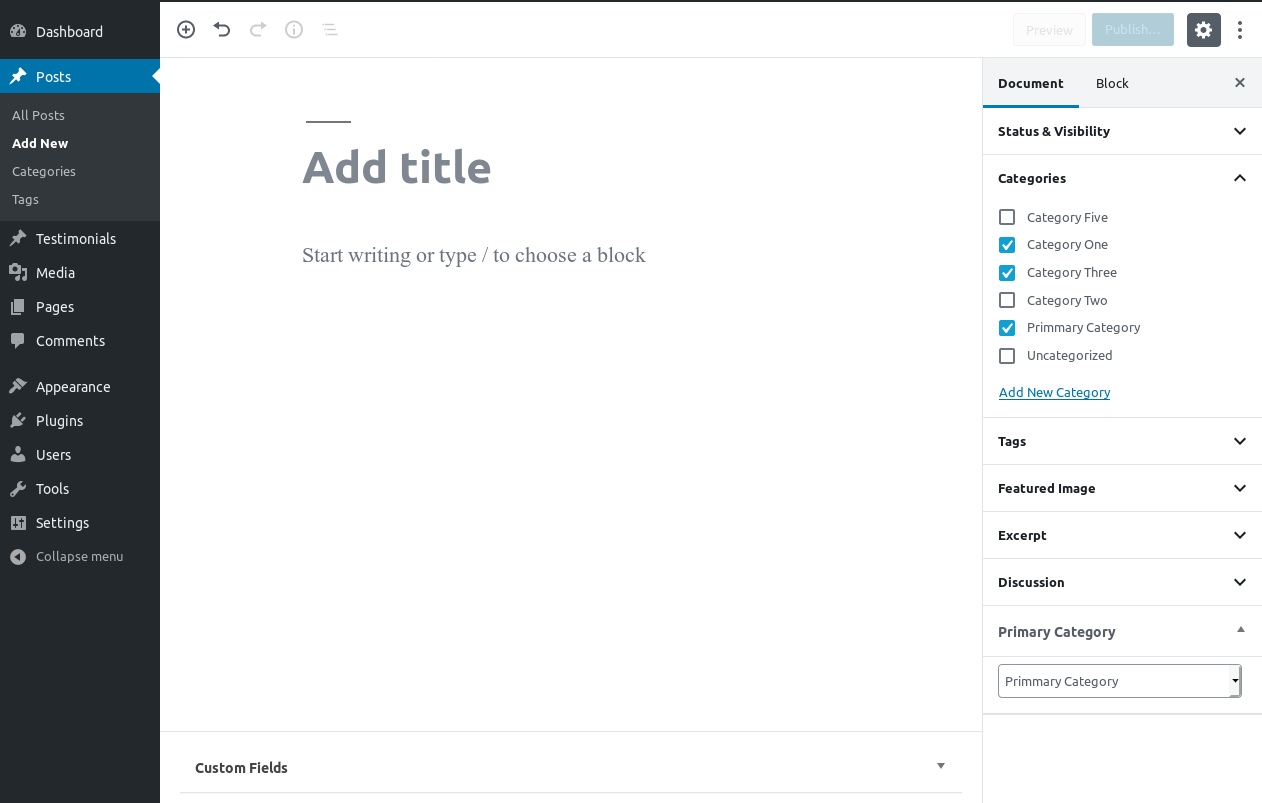 Dashboard
Posts
All Posts
Add New
Categories
Tags
Testimonials
Media
Pages
Comments
Appearance
Plugins
Users
Tools
Settings
Collapse menu
Preview
Publish...
Add title
Start writing or type / to choose a block
Custom Fields
Document
Block
Status & Visibility
Categories
Category Five
Category One
Category Three
Category Two
Primmary Category
Uncategorized
Add New Category
Tags
Featured Image
Excerpt
Discussion
Primary Category
Primmary Category